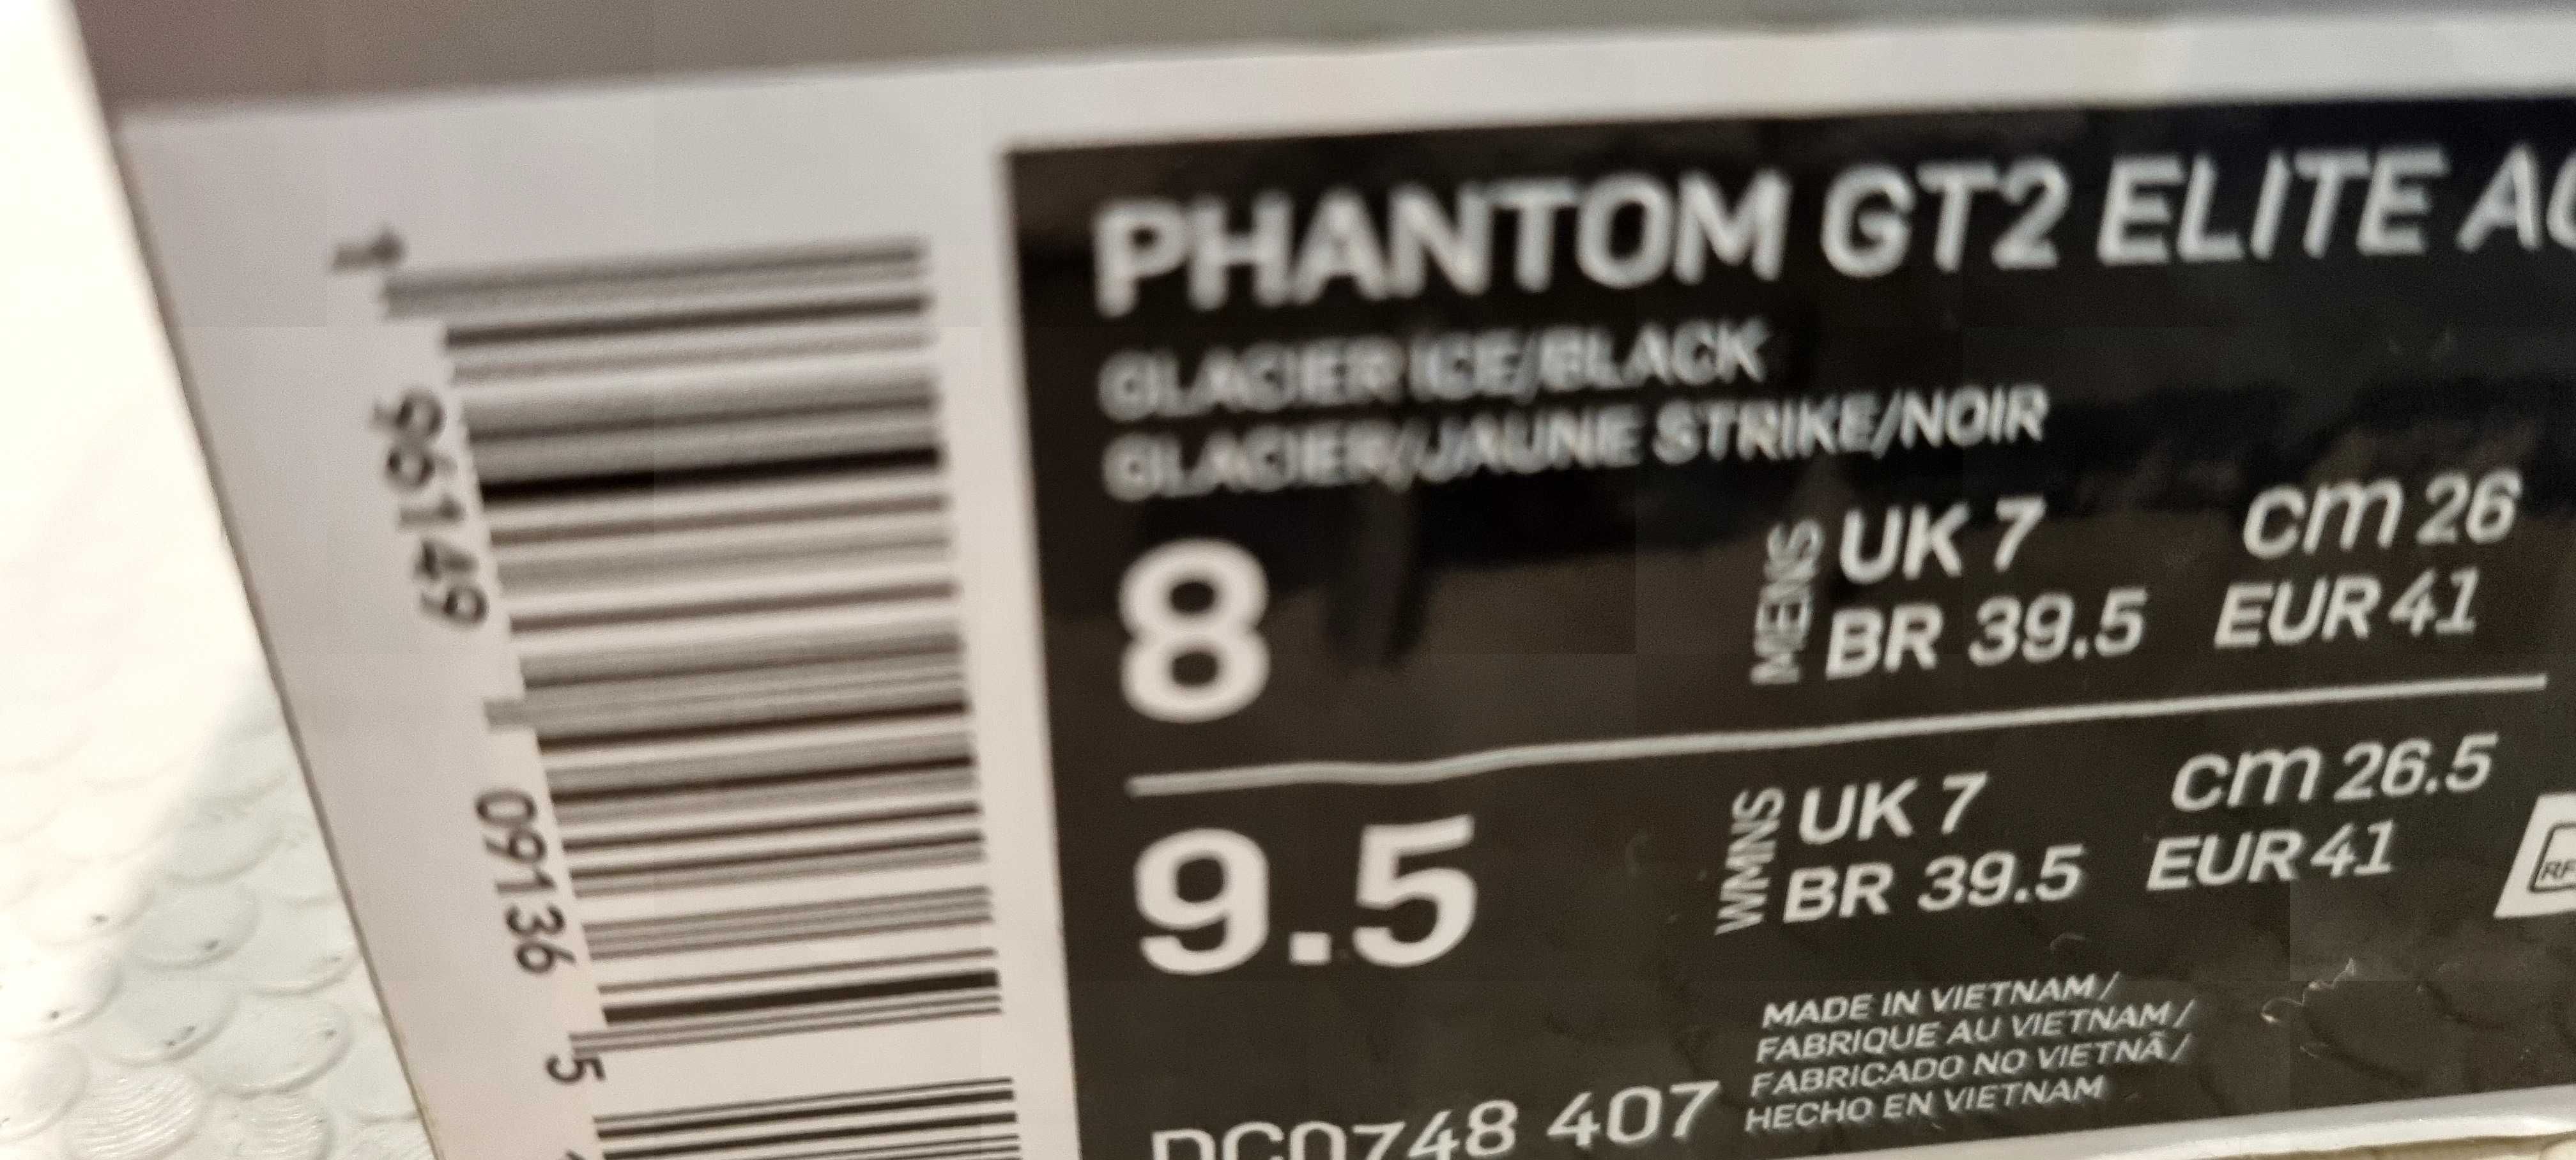 PHANTOM GT2 ELITE
GLACIER ICE/BLACK
GLACIER/JAUNE STRIKE/NOIR
8
MENS
UK 7
cm 26
BR 39.5
EUR 41
9.5
WMNS
UK 7
cm 26.5
BR 39.5
EUR 41
MADE IN VIETNAM /
FABRIQUE AU VIETNAM /
FABRICADO NO VIETNÃ /
HECHO EN VIETNAM
DC0748 407
1 96149 09136 5